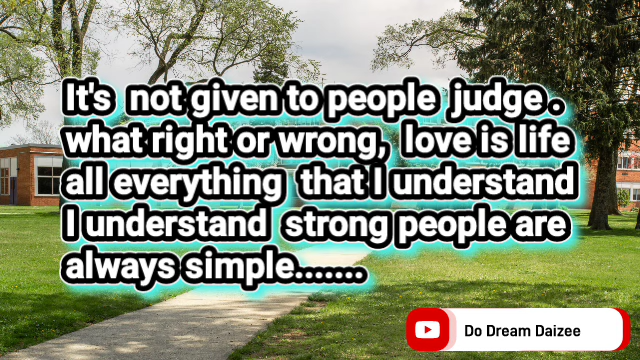 It's not given to people judge .
what right or wrong, love is life
all everything that I understand
I understand strong people are
always simple.......
Do Dream Daizee